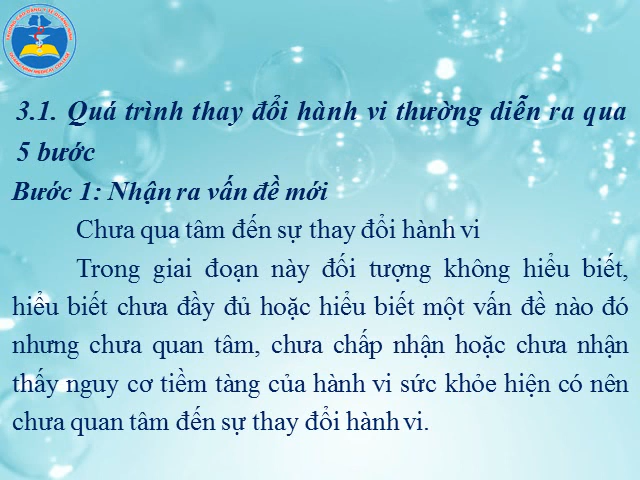 3.1. Quá trình thay đổi hành vi thường diễn ra qua
5 bước
Bước 1: Nhận ra vấn đề mới
Chưa qua tâm đến sự thay đổi hành vi
Trong giai đoạn này đối tượng không hiểu biết,
hiểu biết chưa đầy đủ hoặc hiểu biết một vấn đề nào đó
nhưng chưa quan tâm, chưa chấp nhận hoặc chưa nhận
thấy nguy cơ tiềm tàng của hành vi sức khỏe hiện có nên
chưa quan tâm đến sự thay đổi hành vi.